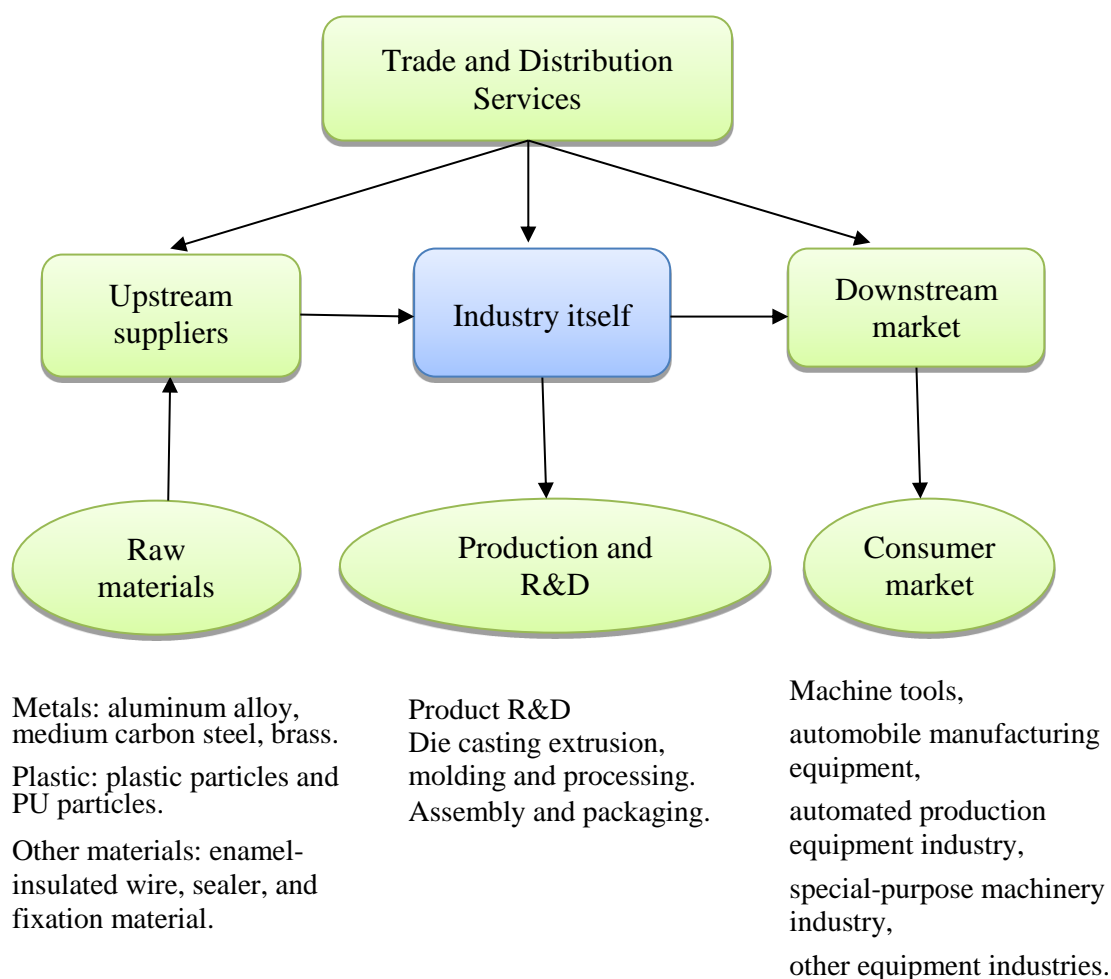 Trade and Distribution
Services
Upstream
suppliers
Industry itself
Downstream
market
Raw
materials
Production and
R&D
Consumer
market
Metals: aluminum alloy,
medium carbon steel, brass.
Plastic: plastic particles and
PU particles.
Other materials: enamel-
insulated wire, sealer, and
fixation material.
Product R&D
Die casting extrusion,
molding and processing.
Assembly and packaging.
Machine tools,
automobile manufacturing
equipment,
automated production
equipment industry,
special-purpose machinery
industry,
other equipment industries.